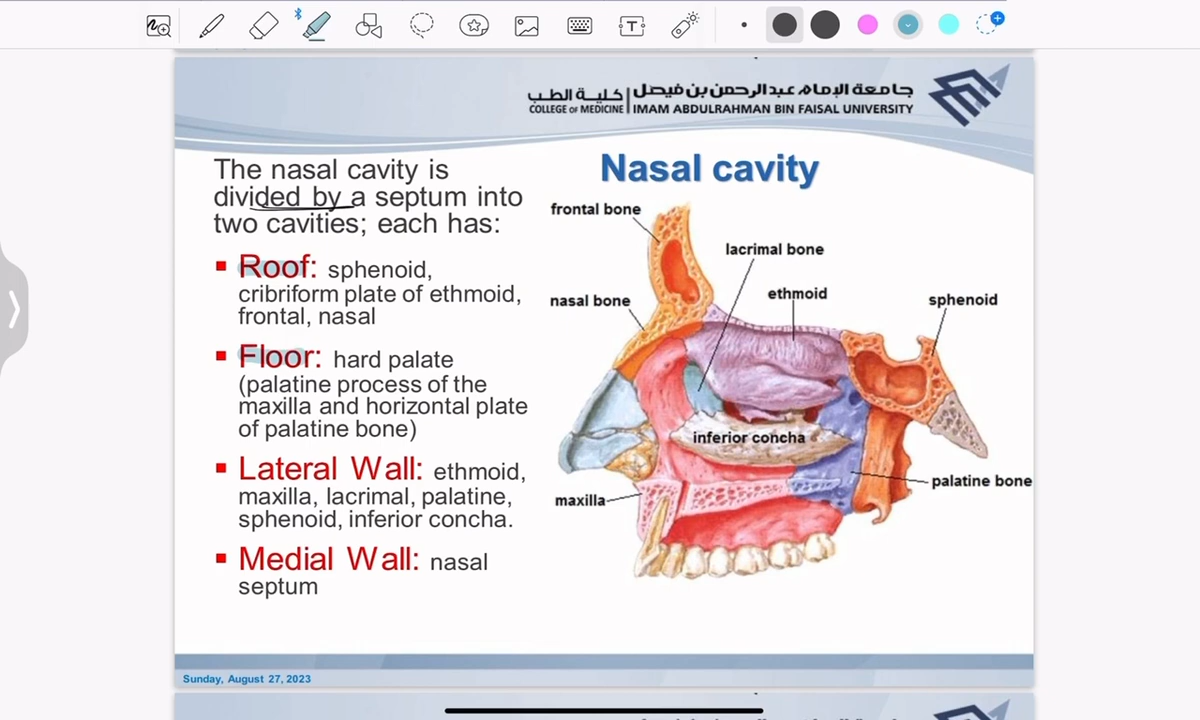 جامعة الإمام عبدالرحمن بن فيصل
كلية الطب
COLLEGE OF MEDICINE
IMAM ABDULRAHMAN BIN FAISAL UNIVERSITY
Nasal cavity
The nasal cavity is
divided by a septum into
two cavities; each has:
▪ Roof: sphenoid,
cribriform plate of ethmoid,
frontal, nasal
▪ Floor: hard palate
(palatine process of the
maxilla and horizontal plate
of palatine bone)
▪ Lateral Wall: ethmoid,
maxilla, lacrimal, palatine,
sphenoid, inferior concha.
▪ Medial Wall: nasal
septum
frontal bone
lacrimal bone
ethmoid
sphenoid
nasal bone
inferior concha
palatine bone
maxilla
Sunday, August 27, 2023